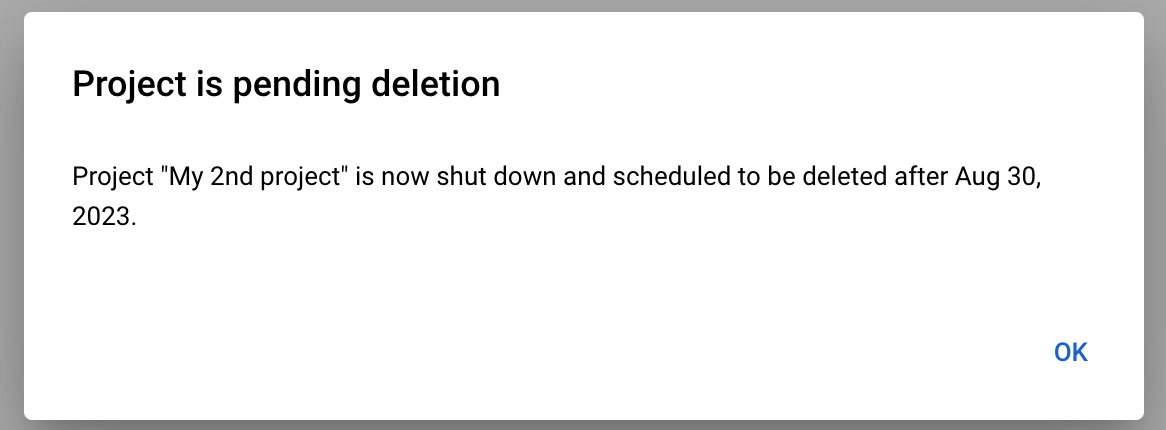 Project is pending deletion
Project "My 2nd project" is now shut down and scheduled to be deleted after Aug 30,
2023.
OK